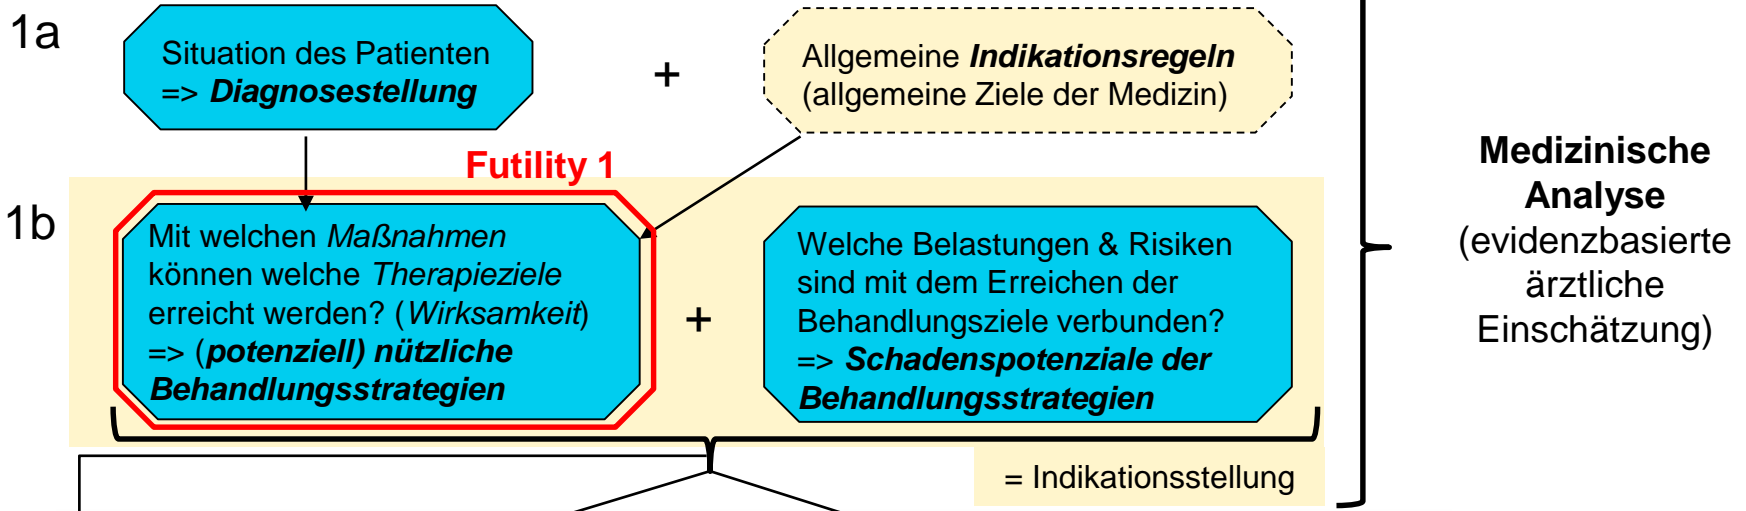 1a
Situation des Patienten
=> Diagnosestellung
+
Allgemeine Indikationsregeln
(allgemeine Ziele der Medizin)
Futility 1
1b
Mit welchen Maßnahmen
können welche Therapieziele
erreicht werden? (Wirksamkeit)
=> (potenziell) nützliche
Behandlungsstrategien
+
Welche Belastungen & Risiken
sind mit dem Erreichen der
Behandlungsziele verbunden?
=> Schadenspotenziale der
Behandlungsstrategien
= Indikationsstellung
Medizinische
Analyse
(evidenzbasierte
ärztliche
Einschätzung)